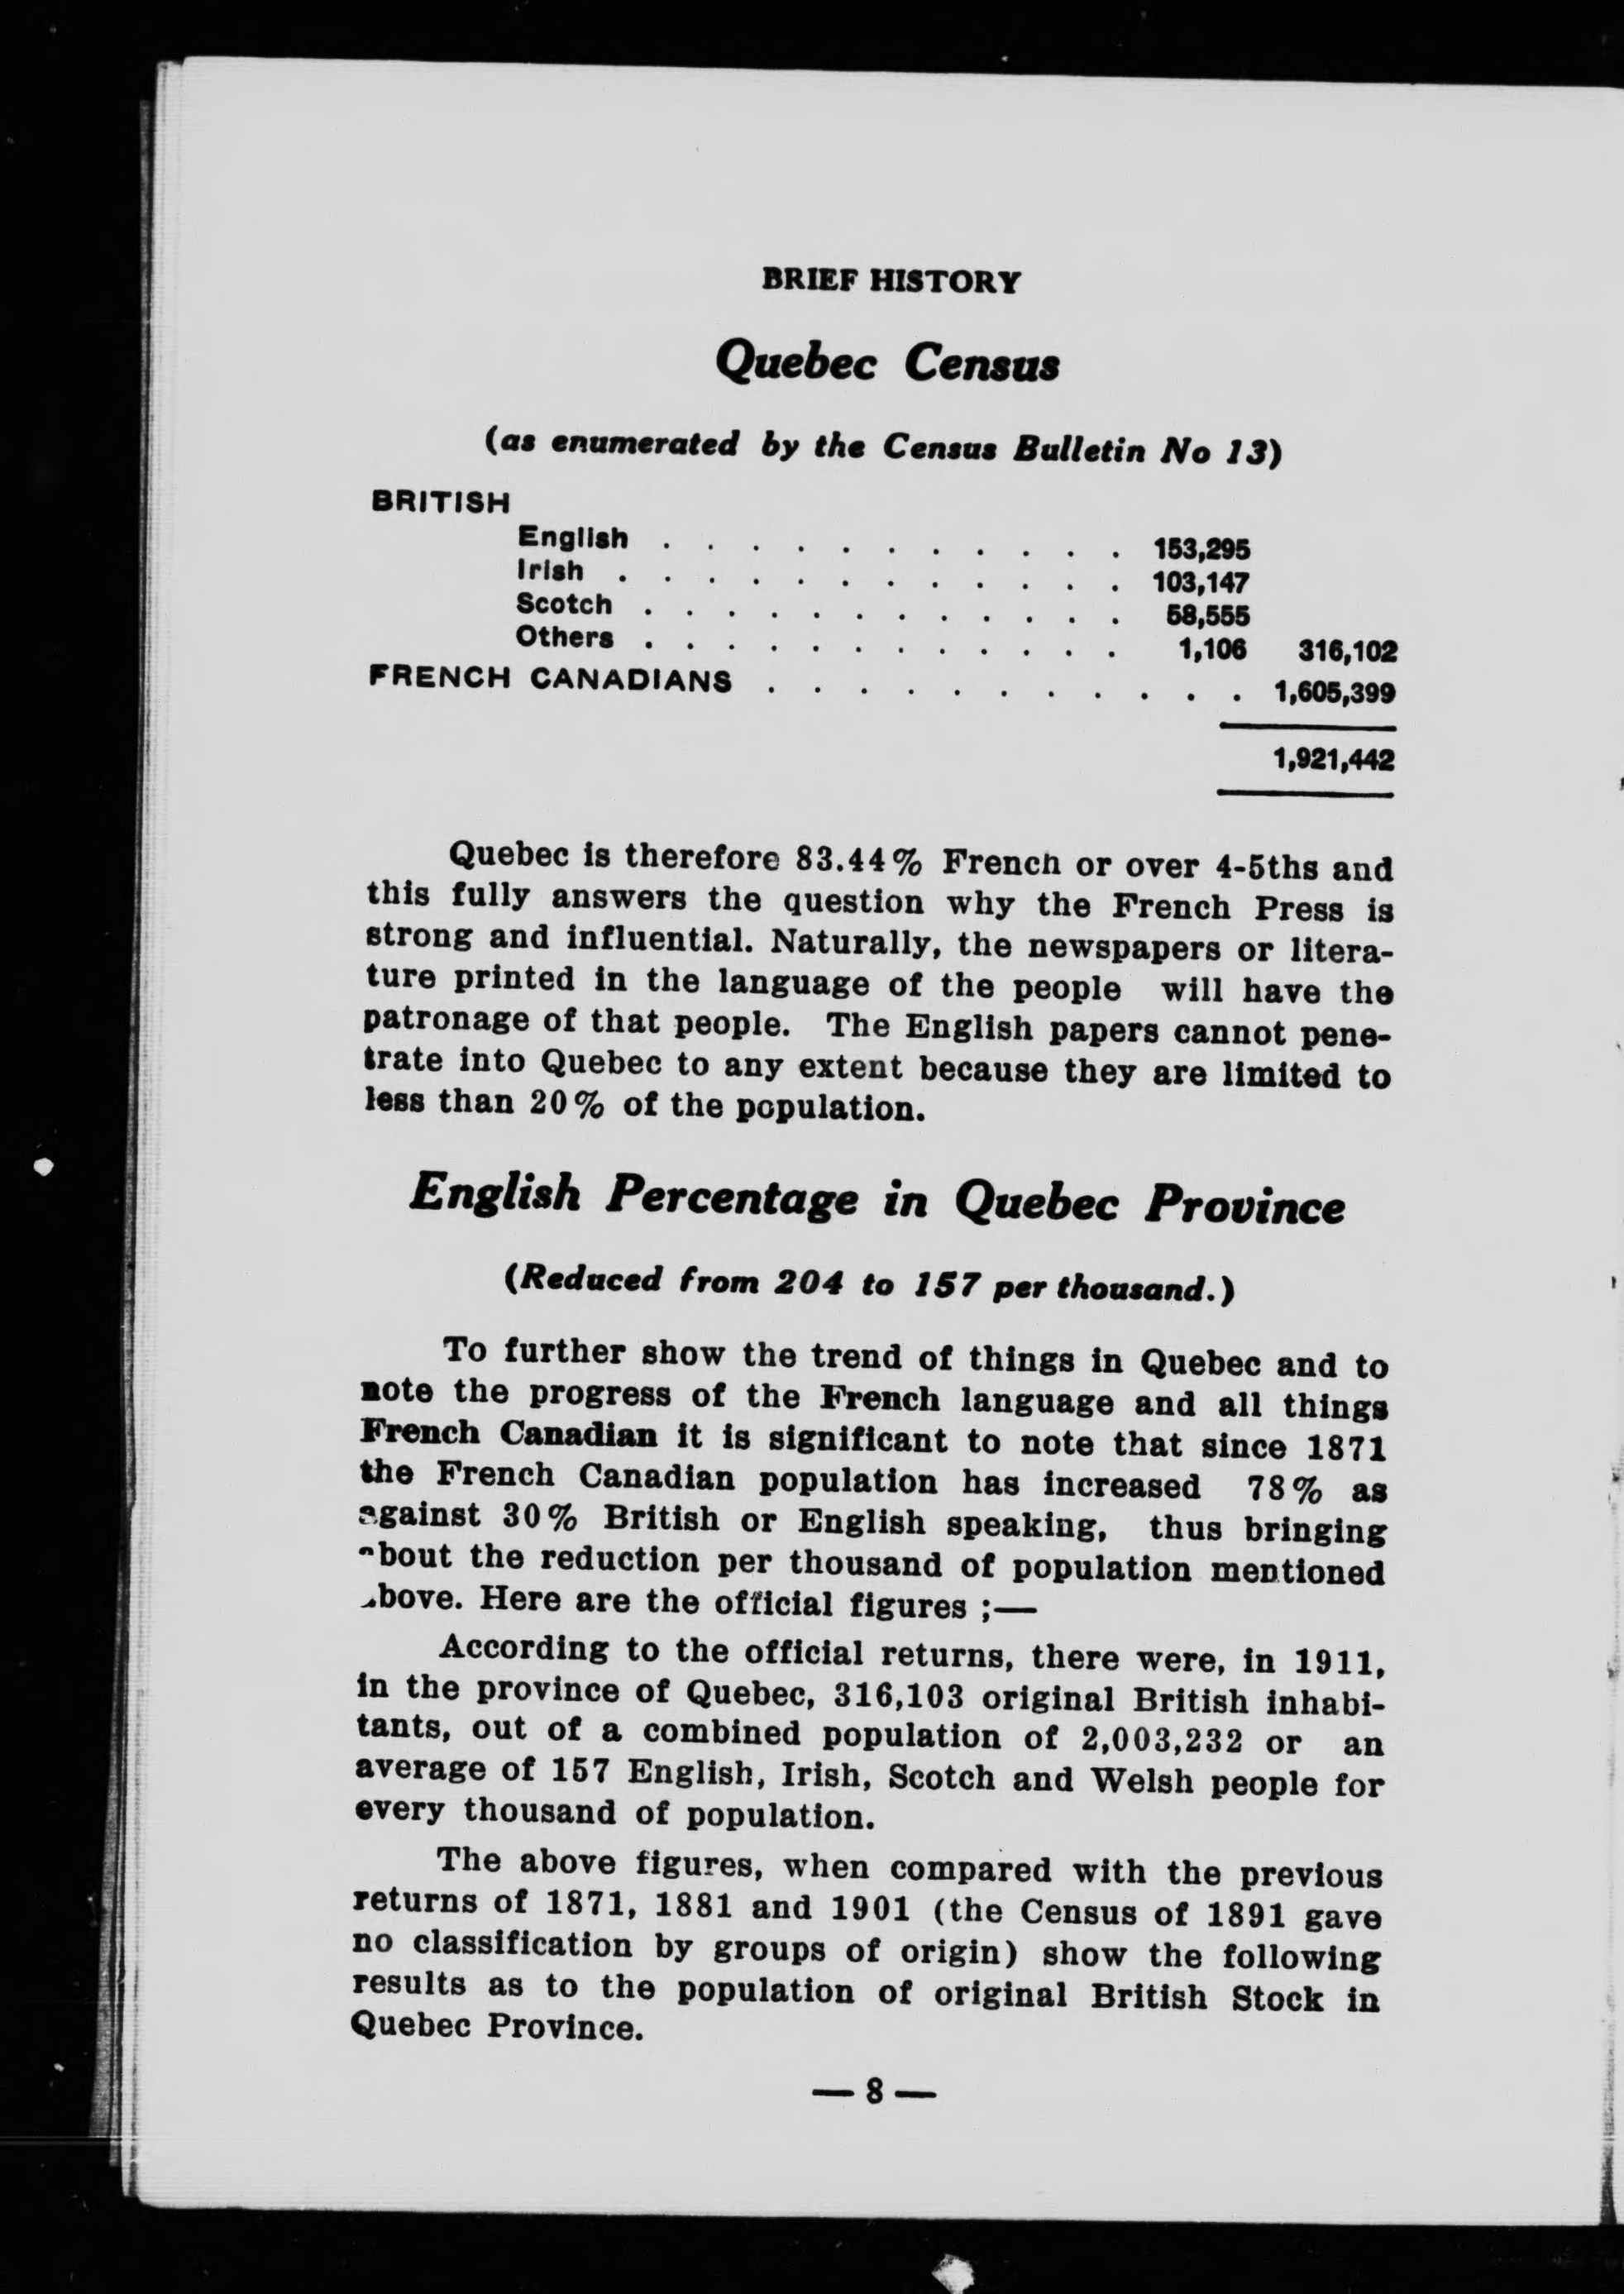 BRIEF HISTORY
Quebec Census
(as enumerated by the Census Bulletin No 13)
BRITISH
English . . . . . . . . . . . 153,295
Irish . . . . . . . . . . . . 103,147
Scotch . . . . . . . . . . . . 58,555
Others . . . . . . . . . . . . 1,106 316,102
FRENCH CANADIANS . . . . . . . . . . . 1,605,399
1,921,442
Quebec is therefore 83.44% French or over 4-5ths and
this fully answers the question why the French Press is
strong and influential. Naturally, the newspapers or litera-
ture printed in the language of the people will have the
patronage of that people. The English papers cannot pene-
trate into Quebec to any extent because they are limited to
less than 20% of the population.
English Percentage in Quebec Province
(Reduced from 204 to 157 per thousand.)
To further show the trend of things in Quebec and to
note the progress of the French language and all things
French Canadian it is significant to note that since 1871
the French Canadian population has increased 78% as
against 30% British or English speaking, thus bringing
about the reduction per thousand of population mentioned
above. Here are the official figures ;—
According to the official returns, there were, in 1911,
in the province of Quebec, 316,103 original British inhabi-
tants, out of a combined population of 2,003,232 or an
average of 157 English, Irish, Scotch and Welsh people for
every thousand of population.
The above figures, when compared with the previous
returns of 1871, 1881 and 1901 (the Census of 1891 gave
no classification by groups of origin) show the following
results as to the population of original British Stock in
Quebec Province.
— 8 —